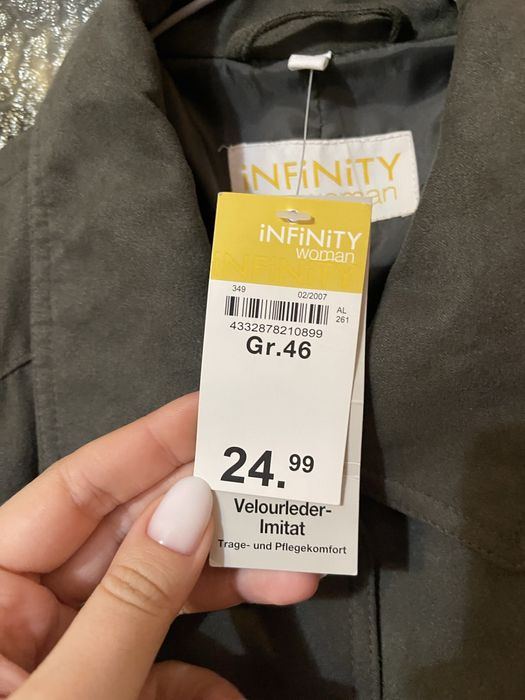 iNFiNiTY
woman
iNFiNiTY
woman
iNFiNiTY
349 02/2007
AL
261
4332878210899
Gr.46
24.99
Velourleder-
Imitat
Trage- und Pflegekomfort